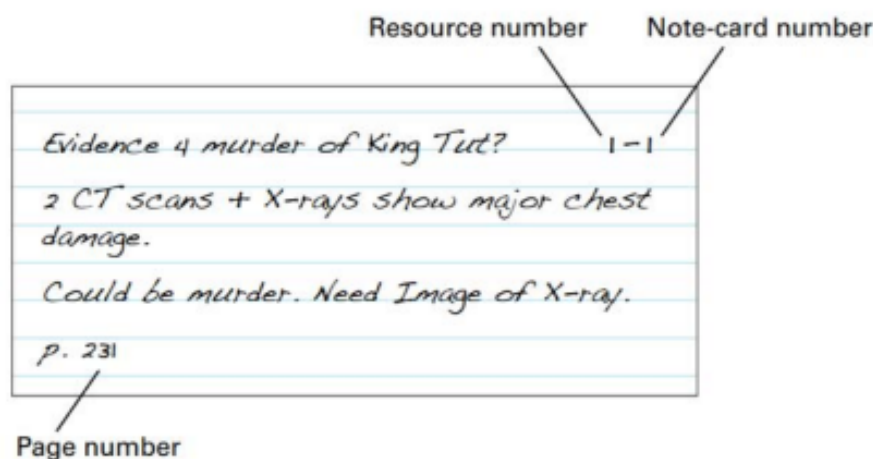 Resource number Note-card number
Evidence 4 murder of King Tut? 1-1
2 CT scans + X-rays show major chest
damage.
Could be murder. Need Image of X-ray.
p. 231
Page number